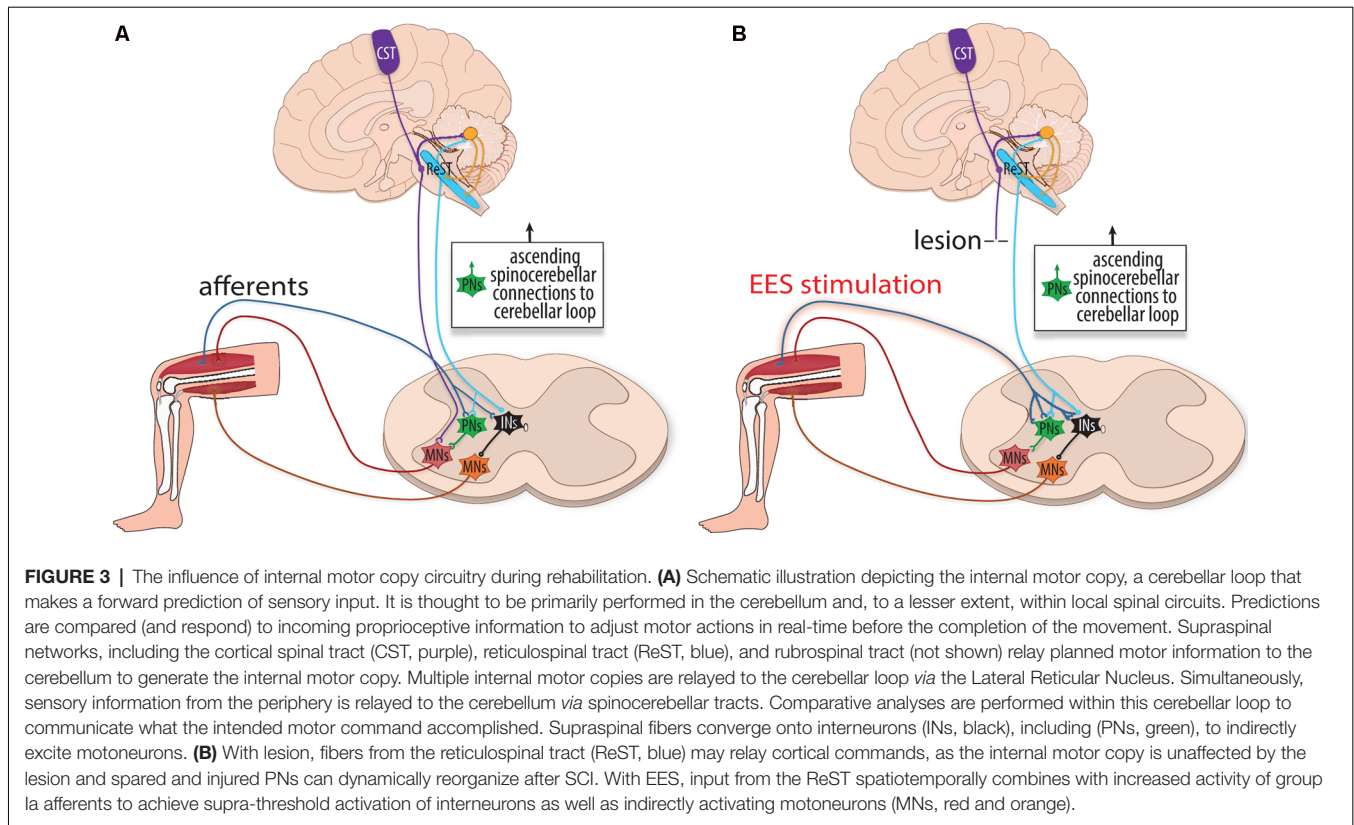 A
CST
ReST
afferents
PNs
ascending
spinocerebellar
connections to
cerebellar loop
PNs
INs
MNs
MNs
B
CST
ReST
lesion
EES stimulation
PNs
ascending
spinocerebellar
connections to
cerebellar loop
PNs
INs
MNs
MNs
FIGURE 3 | The influence of internal motor copy circuitry during rehabilitation. (A) Schematic illustration depicting the internal motor copy, a cerebellar loop that
makes a forward prediction of sensory input. It is thought to be primarily performed in the cerebellum and, to a lesser extent, within local spinal circuits. Predictions
are compared (and respond) to incoming proprioceptive information to adjust motor actions in real-time before the completion of the movement. Supraspinal
networks, including the cortical spinal tract (CST, purple), reticulospinal tract (ReST, blue), and rubrospinal tract (not shown) relay planned motor information to the
cerebellum to generate the internal motor copy. Multiple internal motor copies are relayed to the cerebellar loop via the Lateral Reticular Nucleus. Simultaneously,
sensory information from the periphery is relayed to the cerebellum via spinocerebellar tracts. Comparative analyses are performed within this cerebellar loop to
communicate what the intended motor command accomplished. Supraspinal fibers converge onto interneurons (INs, black), including (PNs, green), to indirectly
excite motoneurons. (B) With lesion, fibers from the reticulospinal tract (ReST, blue) may relay cortical commands, as the internal motor copy is unaffected by the
lesion and spared and injured PNs can dynamically reorganize after SCI. With EES, input from the ReST spatiotemporally combines with increased activity of group
Ia afferents to achieve supra-threshold activation of interneurons as well as indirectly activating motoneurons (MNs, red and orange).